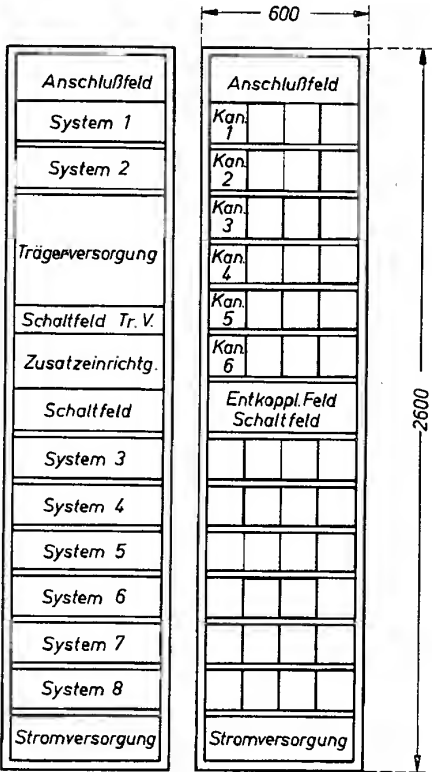 600
Anschlußfeld
System 1
System 2
Trägerversorgung
Schaltfeld Tr. V.
Zusatzeinrichtg.
Schaltfeld
System 3
System 4
System 5
System 6
System 7
System 8
Stromversorgung
Anschlußfeld
Kan.
1
Kan.
2
Kan.
3
Kan.
4
Kan.
5
Kan.
6
Entkoppl. Feld
Schaltfeld
Stromversorgung
2600